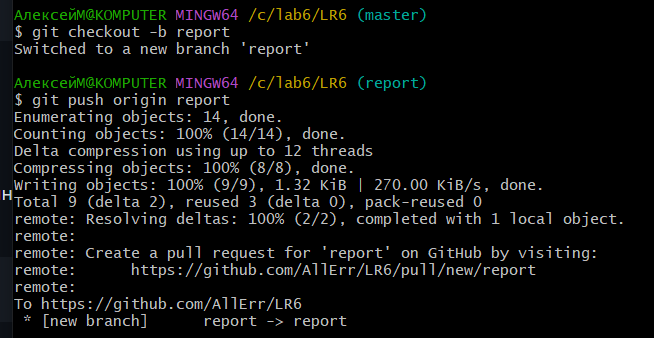 АлексейМ@KOMPUTER MINGW64 /c/lab6/LR6 (master)
$ git checkout -b report
Switched to a new branch 'report'
АлексейМ@KOMPUTER MINGW64 /c/lab6/LR6 (report)
$ git push origin report
Enumerating objects: 14, done.
Counting objects: 100% (14/14), done.
Delta compression using up to 12 threads
Compressing objects: 100% (8/8), done.
Writing objects: 100% (9/9), 1.32 KiB | 270.00 KiB/s, done.
Total 9 (delta 2), reused 3 (delta 0), pack-reused 0
remote: Resolving deltas: 100% (2/2), completed with 1 local object.
remote:
remote: Create a pull request for 'report' on GitHub by visiting:
remote:      https://github.com/AllErr/LR6/pull/new/report
remote:
To https://github.com/AllErr/LR6
 * [new branch]      report -> report